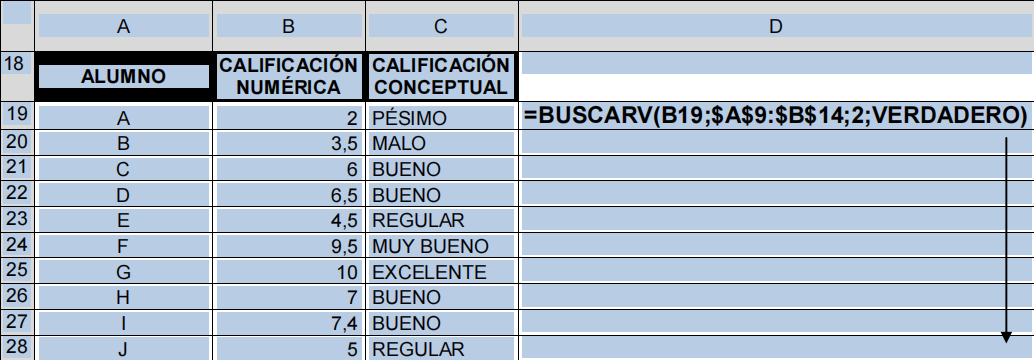 A B C D
18 ALUMNO CALIFICACIÓN NUMÉRICA CALIFICACIÓN CONCEPTUAL
19 A 2 PÉSIMO =BUSCARV(B19;$A$9:$B$14;2;VERDADERO)
20 B 3,5 MALO
21 C 6 BUENO
22 D 6,5 BUENO
23 E 4,5 REGULAR
24 F 9,5 MUY BUENO
25 G 10 EXCELENTE
26 H 7 BUENO
27 I 7,4 BUENO
28 J 5 REGULAR